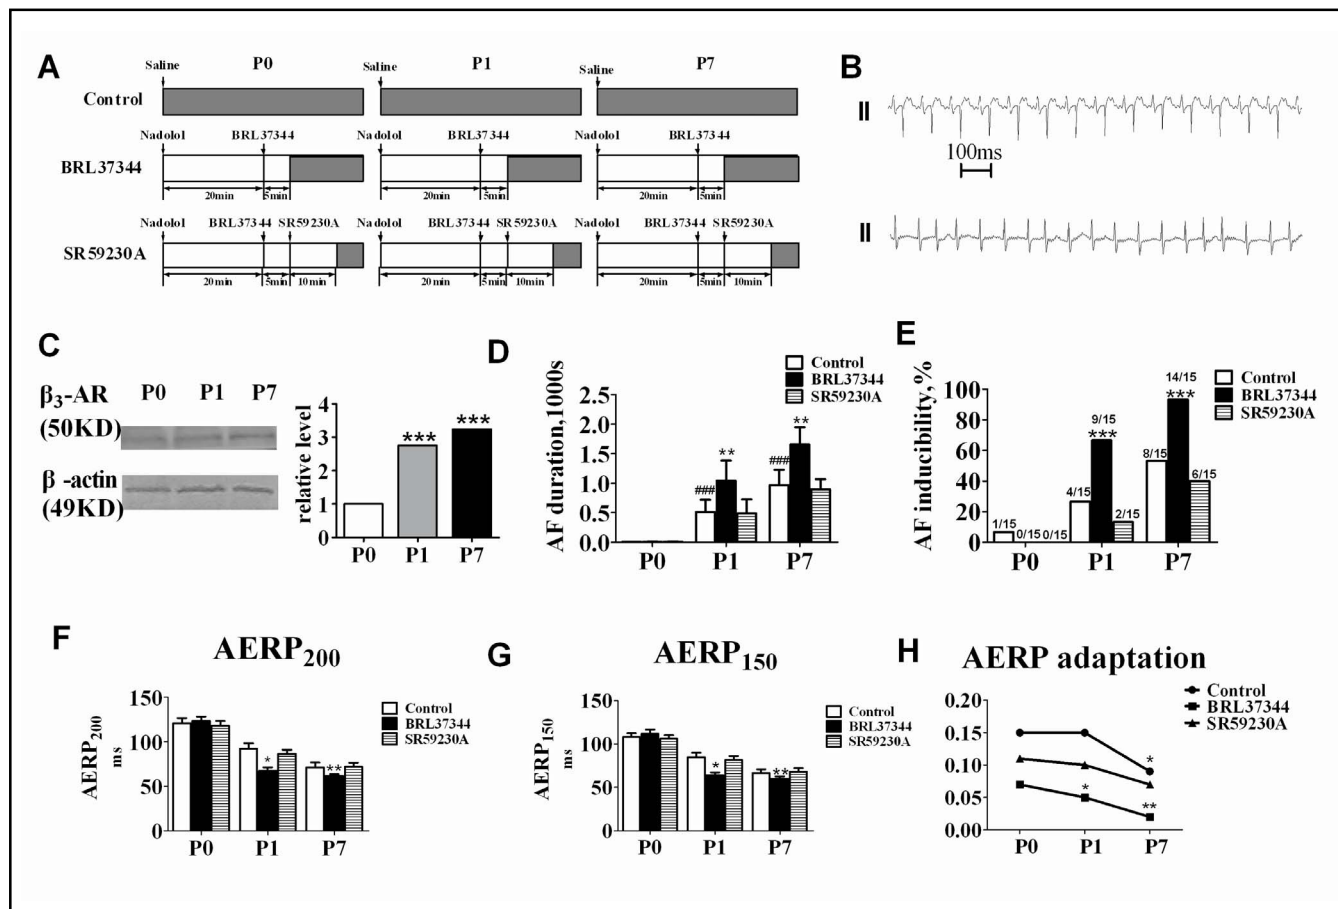 A
P0 P1 P7
Saline Saline Saline
Control
Nadolol BRL37344 Nadolol BRL37344 Nadolol BRL37344
BRL37344
20min 5min 20min 5min 20min 5min
Nadolol BRL37344 SR59230A Nadolol BRL37344 SR59230A Nadolol BRL37344 SR59230A
SR59230A
20min 5min 10min 20min 5min 10min 20min 5min 10min
B
II
100ms
II
C
P0 P1 P7
β3-AR
(50KD)
β -actin
(49KD)
relative level
4
3
2
1
0
*** ***
P0 P1 P7
D
AF duration,1000s
2.5
2.0
1.5
1.0
0.5
0.0
Control
BRL37344
SR59230A
### ** ### **
P0 P1 P7
E
AF inducibility,%
100
80
60
40
20
0
Control
BRL37344
SR59230A
1/15 0/15 0/15
4/15 9/15 *** 2/15
8/15 14/15 *** 6/15
P0 P1 P7
F
AERP200
AERP200
ms
150
100
50
0
Control
BRL37344
SR59230A
* **
P0 P1 P7
G
AERP150
AERP150
ms
150
100
50
0
Control
BRL37344
SR59230A
* **
P0 P1 P7
H
AERP adaptation
0.20
0.15
0.10
0.05
0.00
Control
BRL37344
SR59230A
* * **
P0 P1 P7